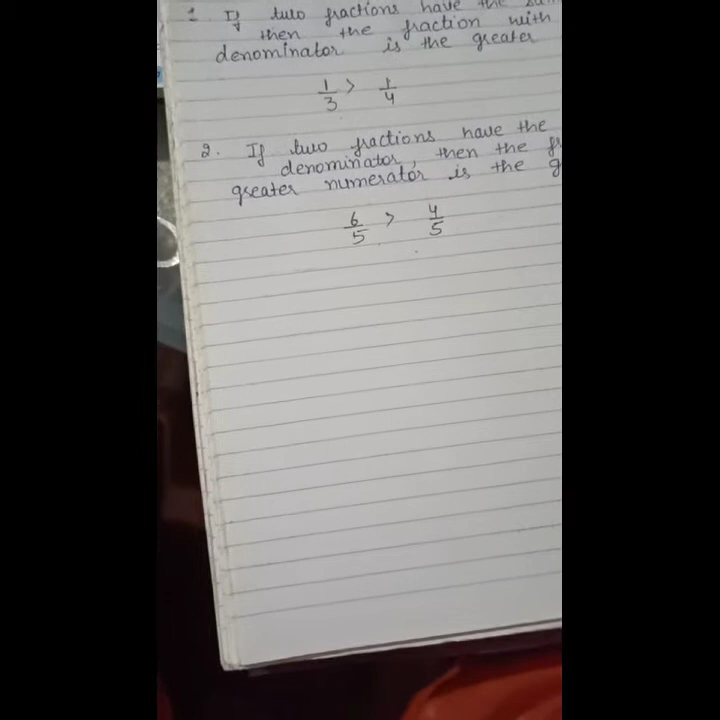 1 If two fractions have the
then the fraction with
denominator is the greater
1/3 > 1/4
2. If two fractions have the
denominator, then the
greater numerator is the
6/5 > 4/5